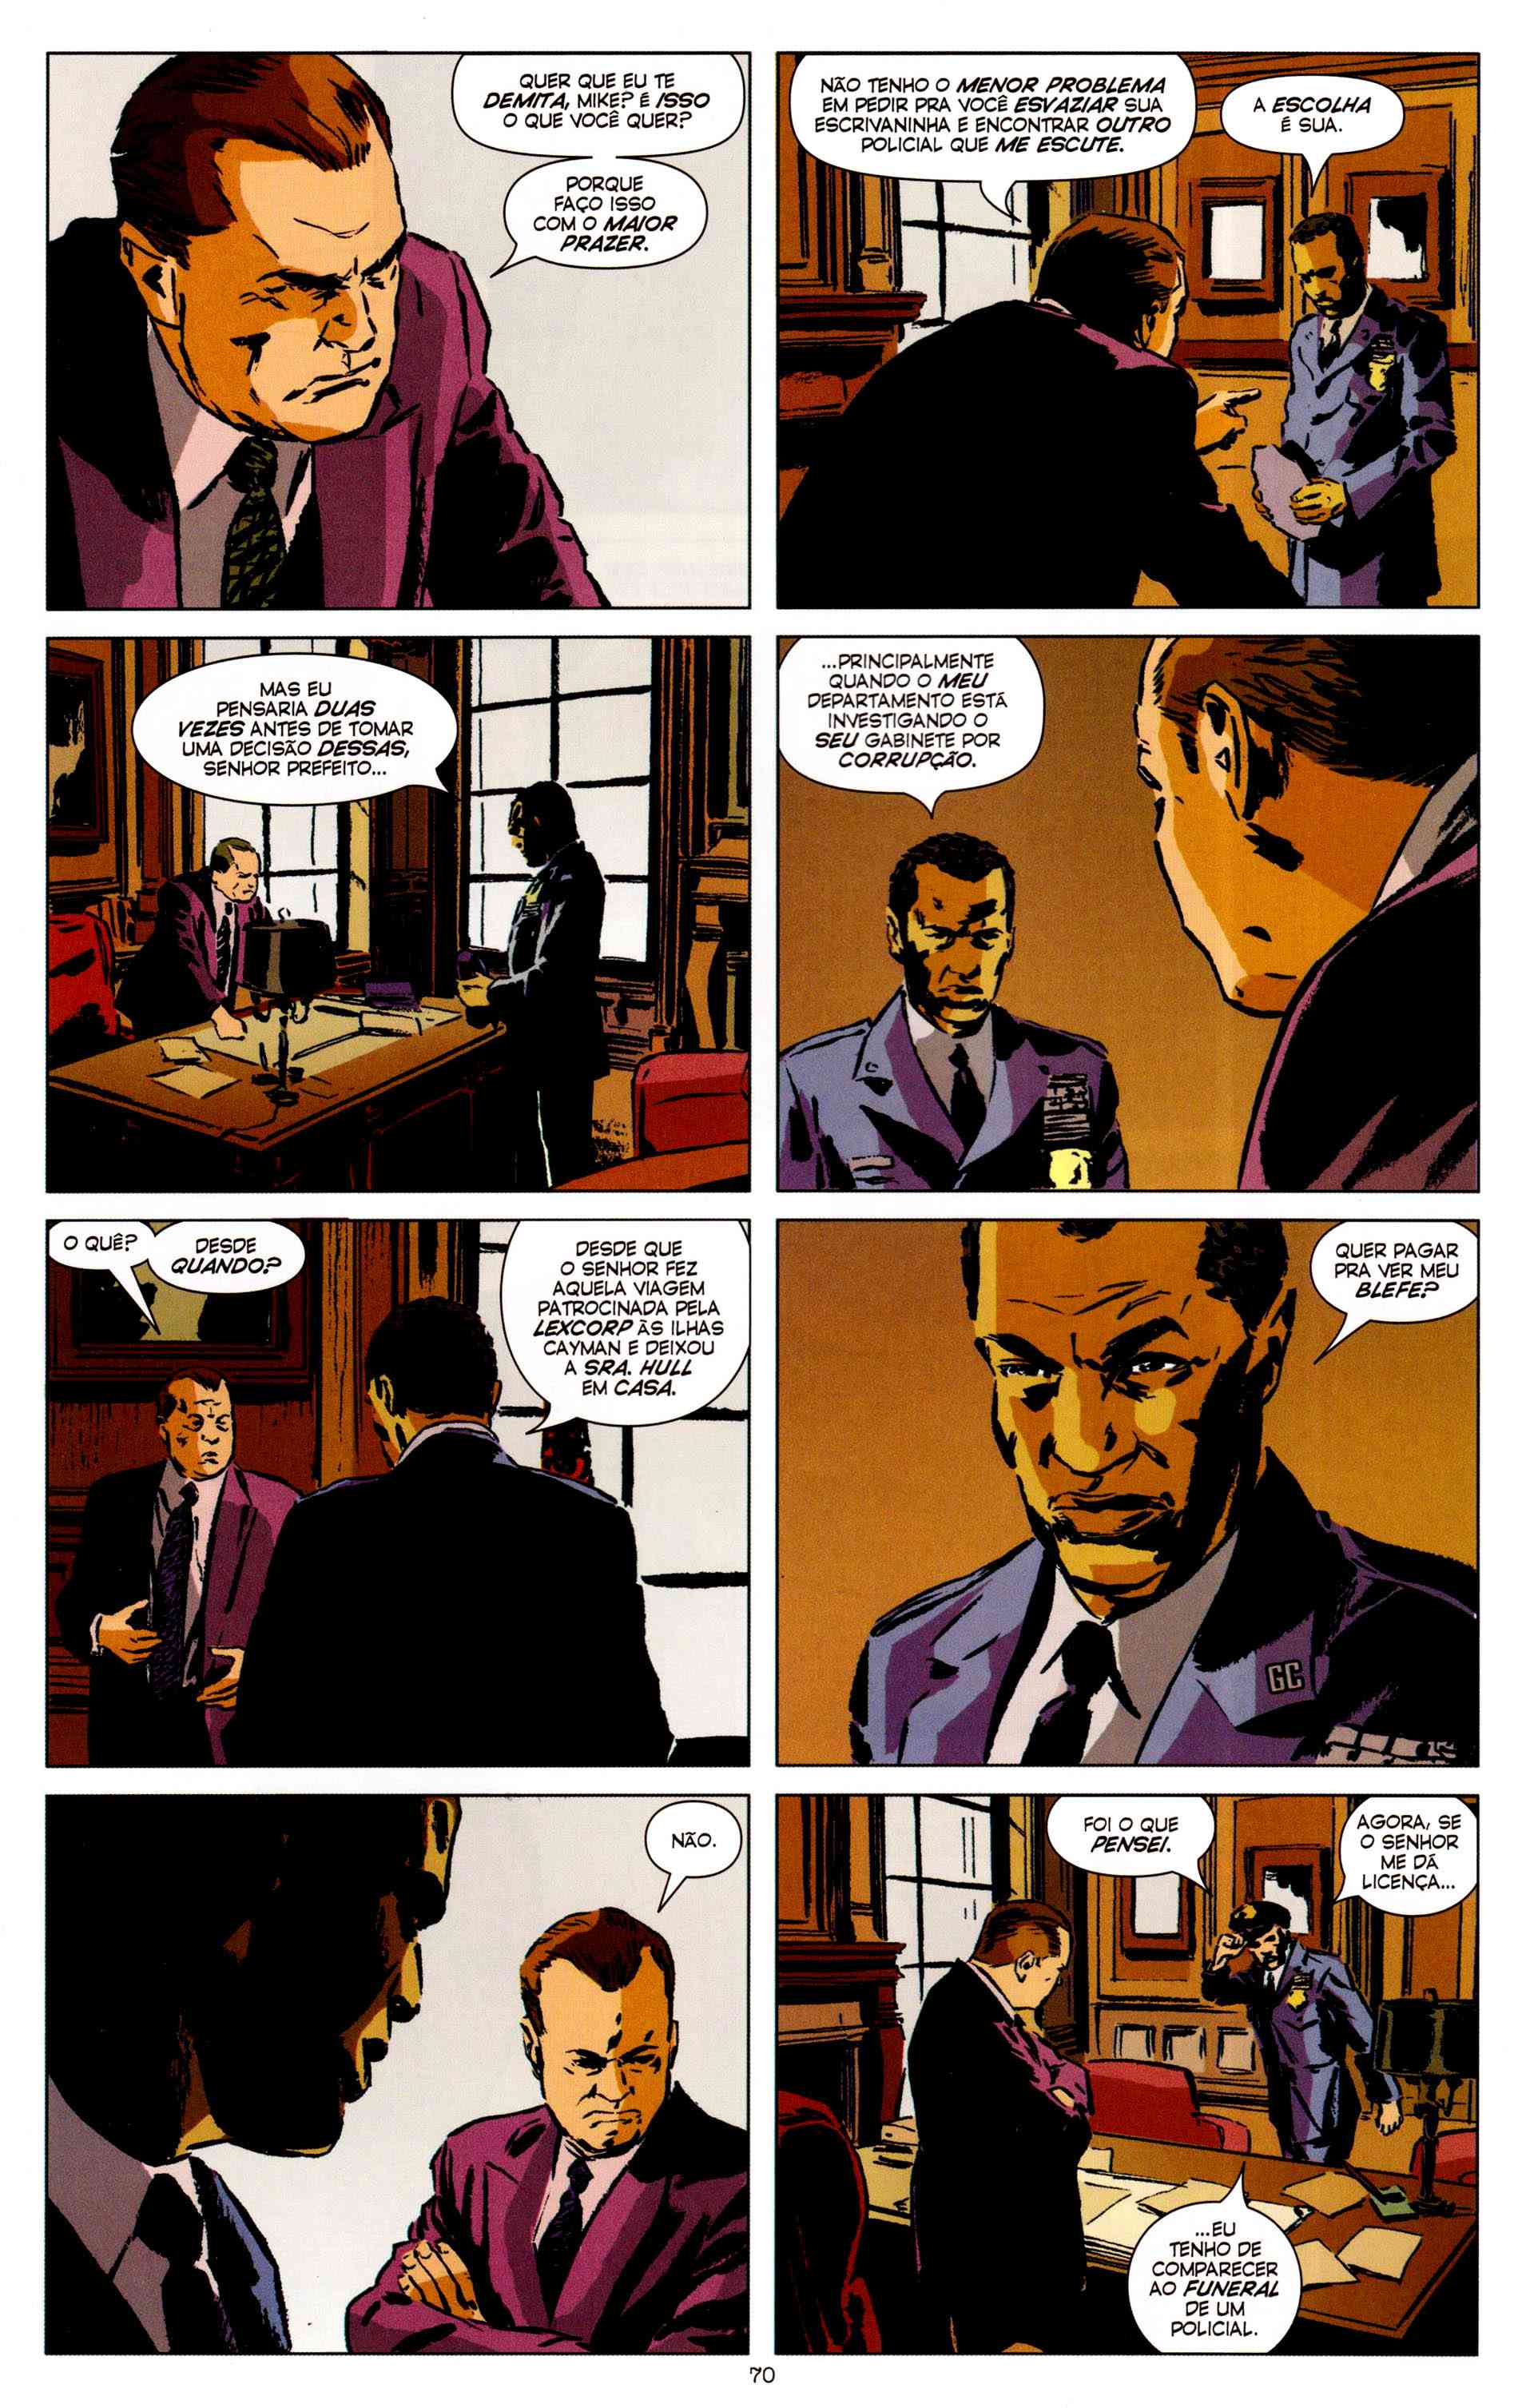 QUER QUE EU TE
DEMITA, MIKE? É ISSO
O QUE VOCÊ QUER?
PORQUE
FAÇO ISSO
COM O MAIOR
PRAZER.
NÃO TENHO O MENOR PROBLEMA
EM PEDIR PRA VOCÊ ESVAZIAR SUA
ESCRIVANINHA E ENCONTRAR OUTRO
POLICIAL QUE ME ESCUTE.
A ESCOLHA
É SUA.
MAS EU
PENSARIA DUAS
VEZES ANTES DE TOMAR
UMA DECISÃO DESSAS,
SENHOR PREFEITO...
...PRINCIPALMENTE
QUANDO O MEU
DEPARTAMENTO ESTÁ
INVESTIGANDO O
SEU GABINETE POR
CORRUPÇÃO.
O QUÊ?
DESDE
QUANDO?
DESDE QUE
O SENHOR FEZ
AQUELA VIAGEM
PATROCINADA PELA
LEXCORP ÀS ILHAS
CAYMAN E DEIXOU
A SRA. HULL
EM CASA.
QUER PAGAR
PRA VER MEU
BLEFE?
GC
NÃO.
FOI O QUE
PENSEI.
AGORA, SE
O SENHOR
ME DÁ
LICENÇA...
...EU
TENHO DE
COMPARECER
AO FUNERAL
DE UM
POLICIAL.
70